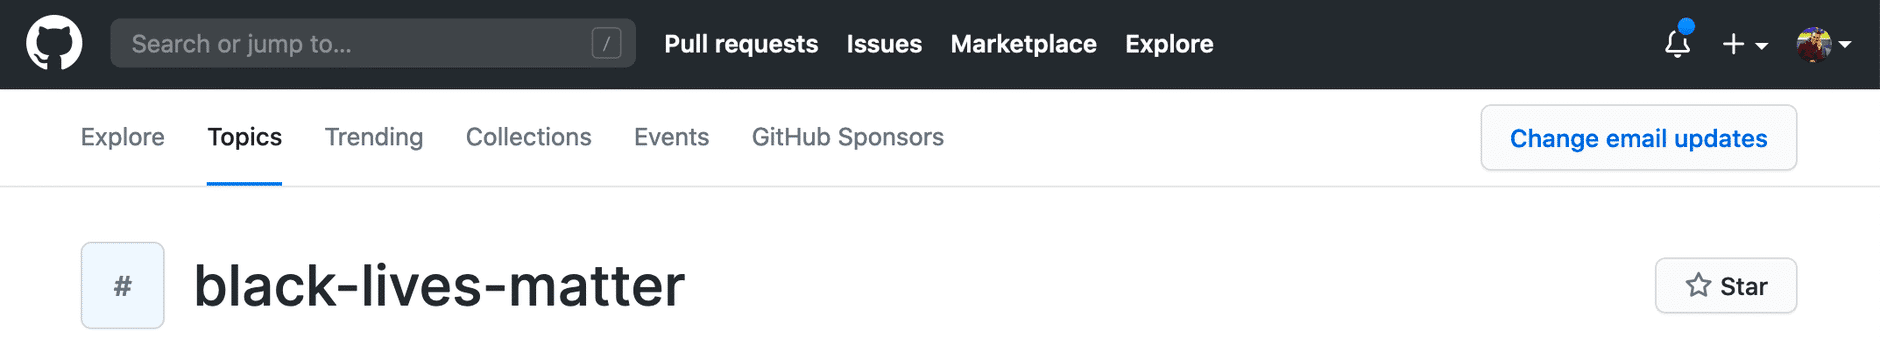 Search or jump to... / Pull requests Issues Marketplace Explore
Explore Topics Trending Collections Events GitHub Sponsors Change email updates
# black-lives-matter Star